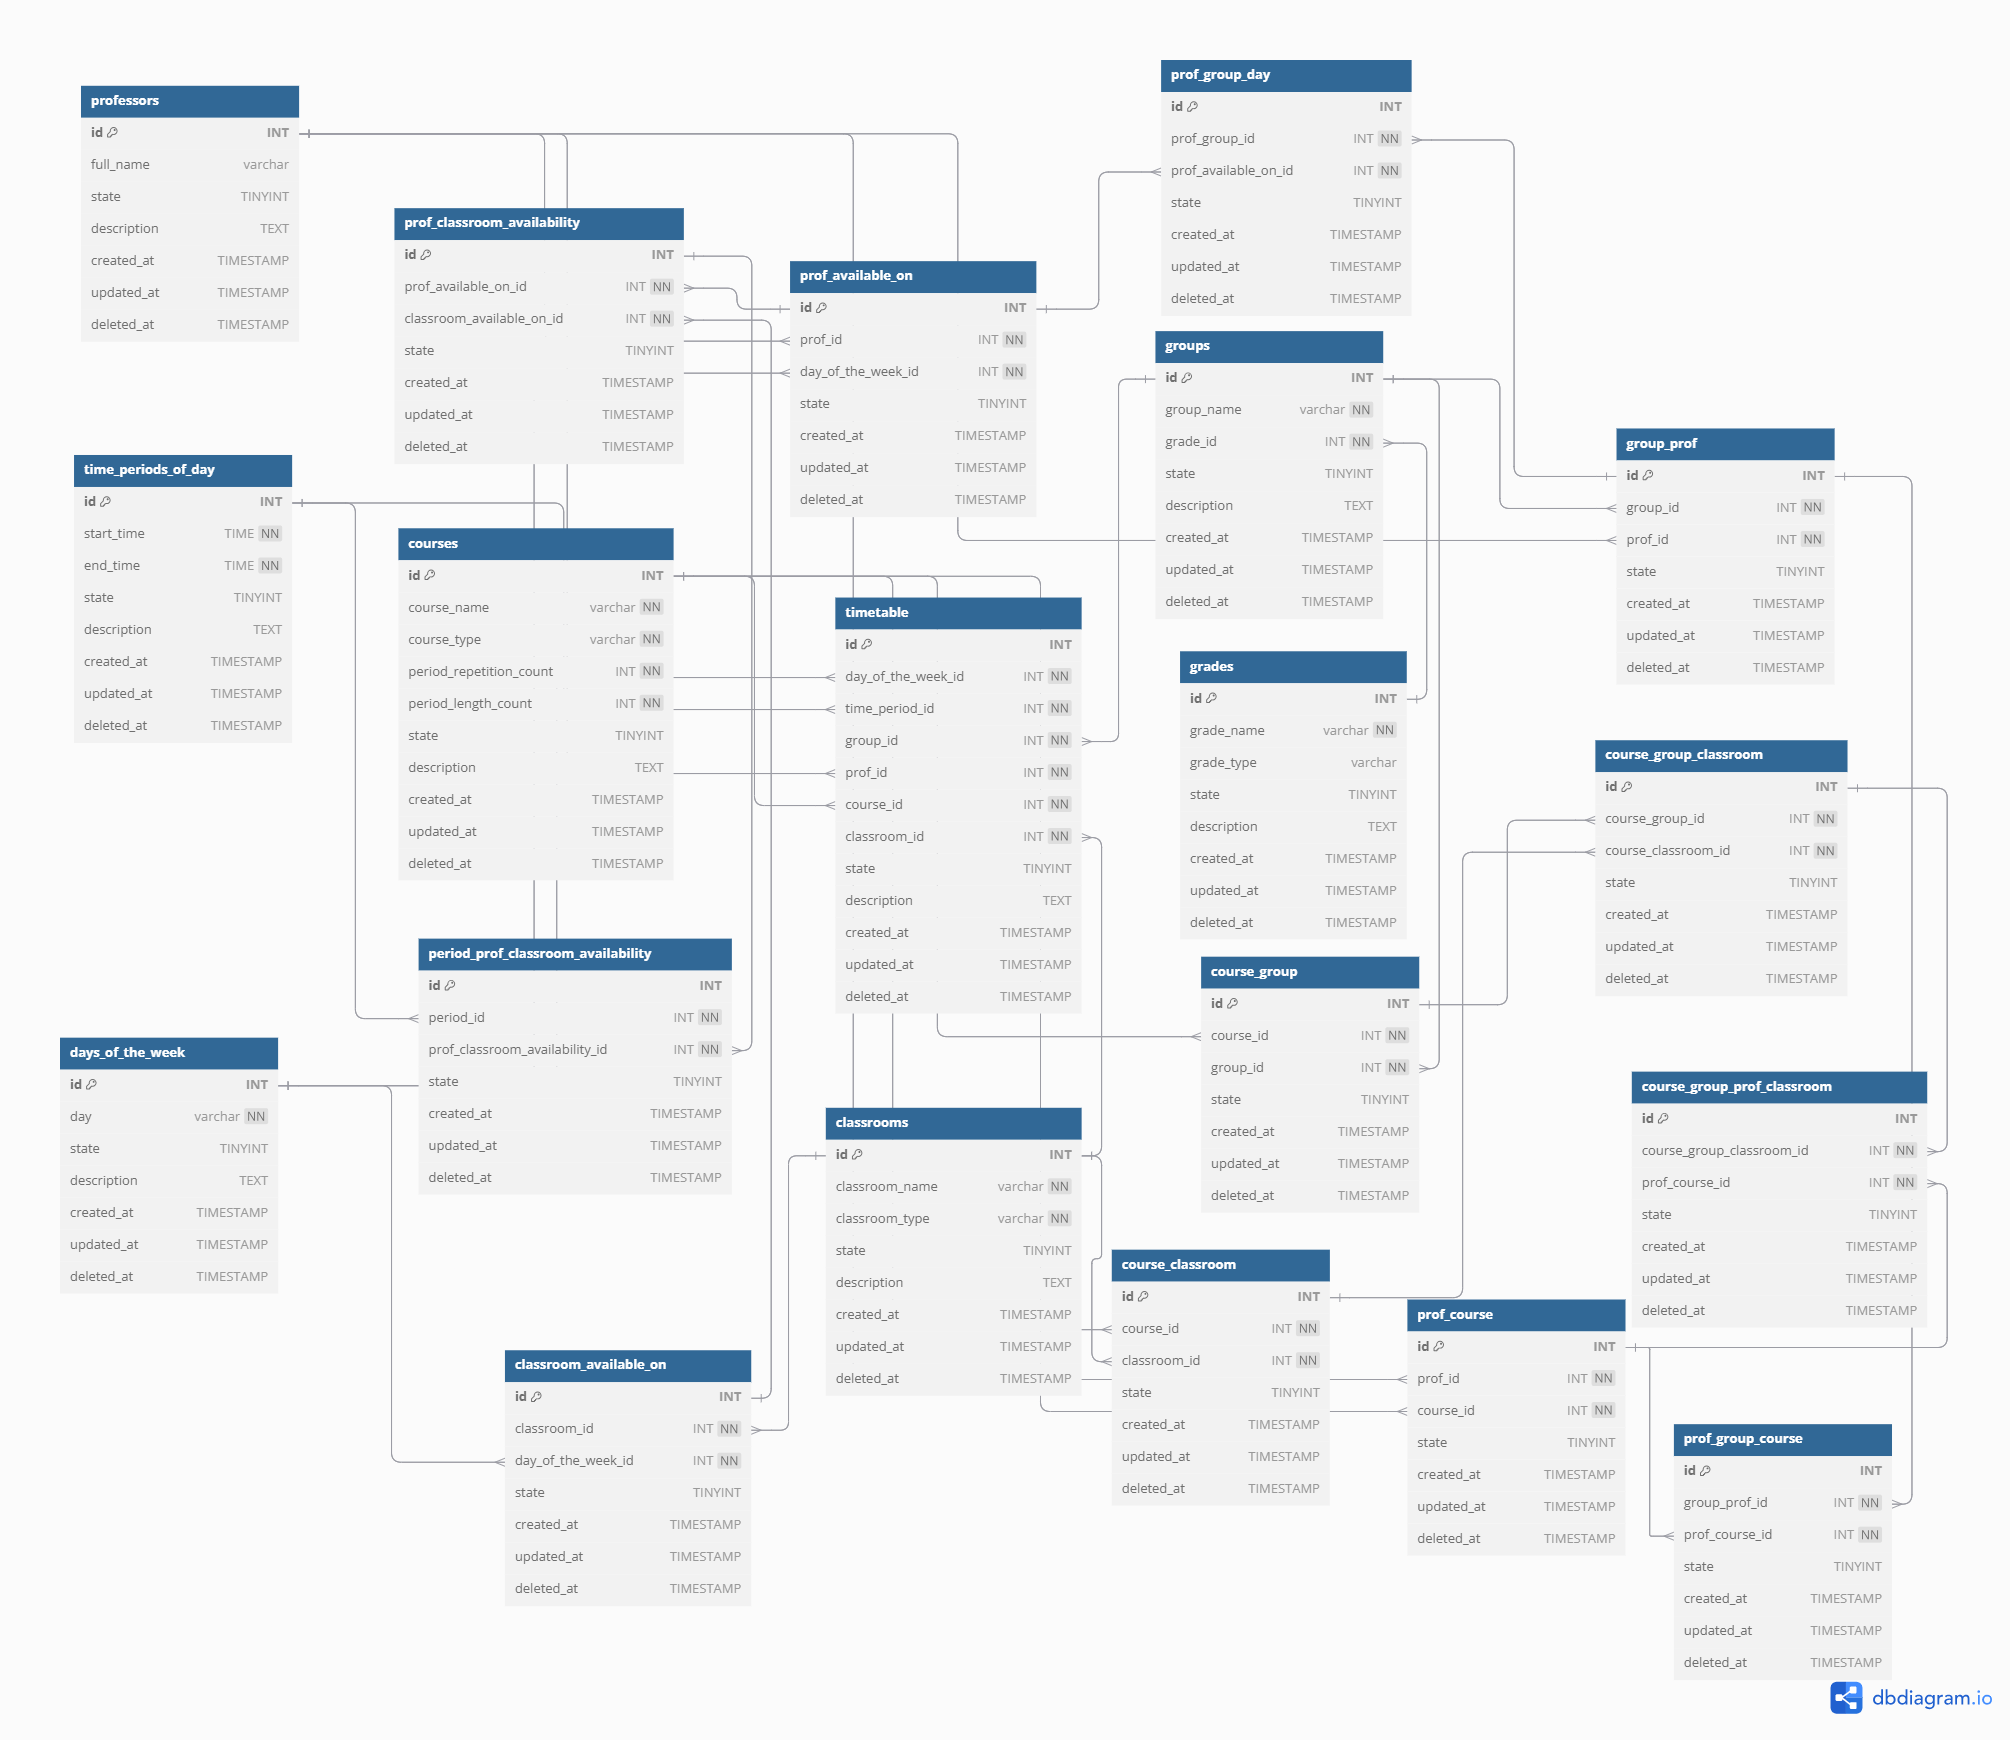 professors
id INT
full_name varchar
state TINYINT
description TEXT
created_at TIMESTAMP
updated_at TIMESTAMP
deleted_at TIMESTAMP
prof_classroom_availability
id INT
prof_available_on_id INT NN
classroom_available_on_id INT NN
state TINYINT
created_at TIMESTAMP
updated_at TIMESTAMP
deleted_at TIMESTAMP
prof_available_on
id INT
prof_id INT NN
day_of_the_week_id INT NN
state TINYINT
created_at TIMESTAMP
updated_at TIMESTAMP
deleted_at TIMESTAMP
prof_group_day
id INT
prof_group_id INT NN
prof_available_on_id INT NN
state TINYINT
created_at TIMESTAMP
updated_at TIMESTAMP
deleted_at TIMESTAMP
groups
id INT
group_name varchar NN
grade_id INT NN
state TINYINT
description TEXT
created_at TIMESTAMP
updated_at TIMESTAMP
deleted_at TIMESTAMP
group_prof
id INT
group_id INT NN
prof_id INT NN
state TINYINT
created_at TIMESTAMP
updated_at TIMESTAMP
deleted_at TIMESTAMP
time_periods_of_day
id INT
start_time TIME NN
end_time TIME NN
state TINYINT
description TEXT
created_at TIMESTAMP
updated_at TIMESTAMP
deleted_at TIMESTAMP
courses
id INT
course_name varchar NN
course_type varchar NN
period_repetition_count INT NN
period_length_count INT NN
state TINYINT
description TEXT
created_at TIMESTAMP
updated_at TIMESTAMP
deleted_at TIMESTAMP
timetable
id INT
day_of_the_week_id INT NN
time_period_id INT NN
group_id INT NN
prof_id INT NN
course_id INT NN
classroom_id INT NN
state TINYINT
description TEXT
created_at TIMESTAMP
updated_at TIMESTAMP
deleted_at TIMESTAMP
grades
id INT
grade_name varchar NN
grade_type varchar
state TINYINT
description TEXT
created_at TIMESTAMP
updated_at TIMESTAMP
deleted_at TIMESTAMP
course_group_classroom
id INT
course_group_id INT NN
course_classroom_id INT NN
state TINYINT
created_at TIMESTAMP
updated_at TIMESTAMP
deleted_at TIMESTAMP
period_prof_classroom_availability
id INT
period_id INT NN
prof_classroom_availability_id INT NN
state TINYINT
created_at TIMESTAMP
updated_at TIMESTAMP
deleted_at TIMESTAMP
course_group
id INT
course_id INT NN
group_id INT NN
state TINYINT
created_at TIMESTAMP
updated_at TIMESTAMP
deleted_at TIMESTAMP
days_of_the_week
id INT
day varchar NN
state TINYINT
description TEXT
created_at TIMESTAMP
updated_at TIMESTAMP
deleted_at TIMESTAMP
course_group_prof_classroom
id INT
course_group_classroom_id INT NN
prof_course_id INT NN
state TINYINT
created_at TIMESTAMP
updated_at TIMESTAMP
deleted_at TIMESTAMP
classrooms
id INT
classroom_name varchar NN
classroom_type varchar NN
state TINYINT
description TEXT
created_at TIMESTAMP
updated_at TIMESTAMP
deleted_at TIMESTAMP
course_classroom
id INT
course_id INT NN
classroom_id INT NN
state TINYINT
created_at TIMESTAMP
updated_at TIMESTAMP
deleted_at TIMESTAMP
prof_course
id INT
prof_id INT NN
course_id INT NN
state TINYINT
created_at TIMESTAMP
updated_at TIMESTAMP
deleted_at TIMESTAMP
classroom_available_on
id INT
classroom_id INT NN
day_of_the_week_id INT NN
state TINYINT
created_at TIMESTAMP
updated_at TIMESTAMP
deleted_at TIMESTAMP
prof_group_course
id INT
group_prof_id INT NN
prof_course_id INT NN
state TINYINT
created_at TIMESTAMP
updated_at TIMESTAMP
deleted_at TIMESTAMP
dbdiagram.io